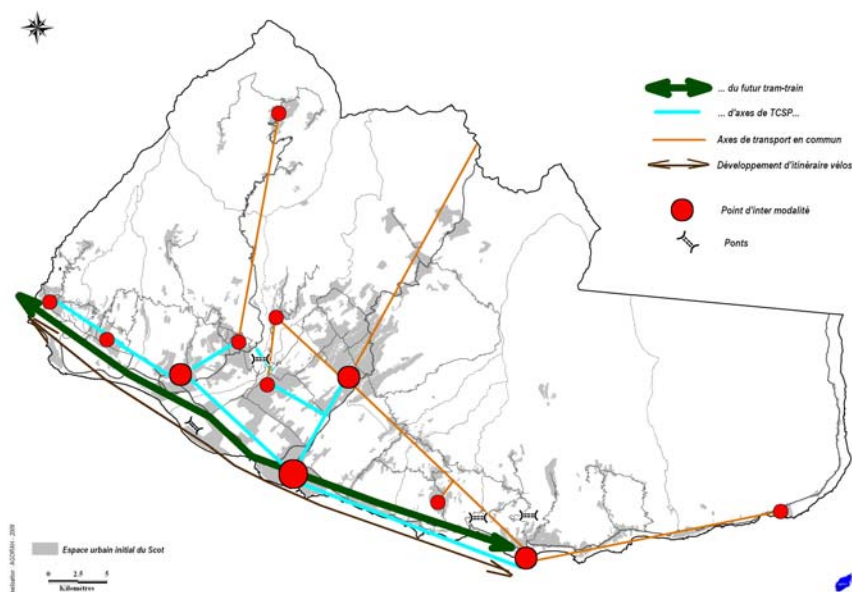 ... du futur tram-train
... d'axes de TCSP...
Axes de transport en commun
Développement d'itinéraire vélos
Point d'inter modalité
Ponts
Espace urbain initial du Scot
0 2.5 5
Kilomètres